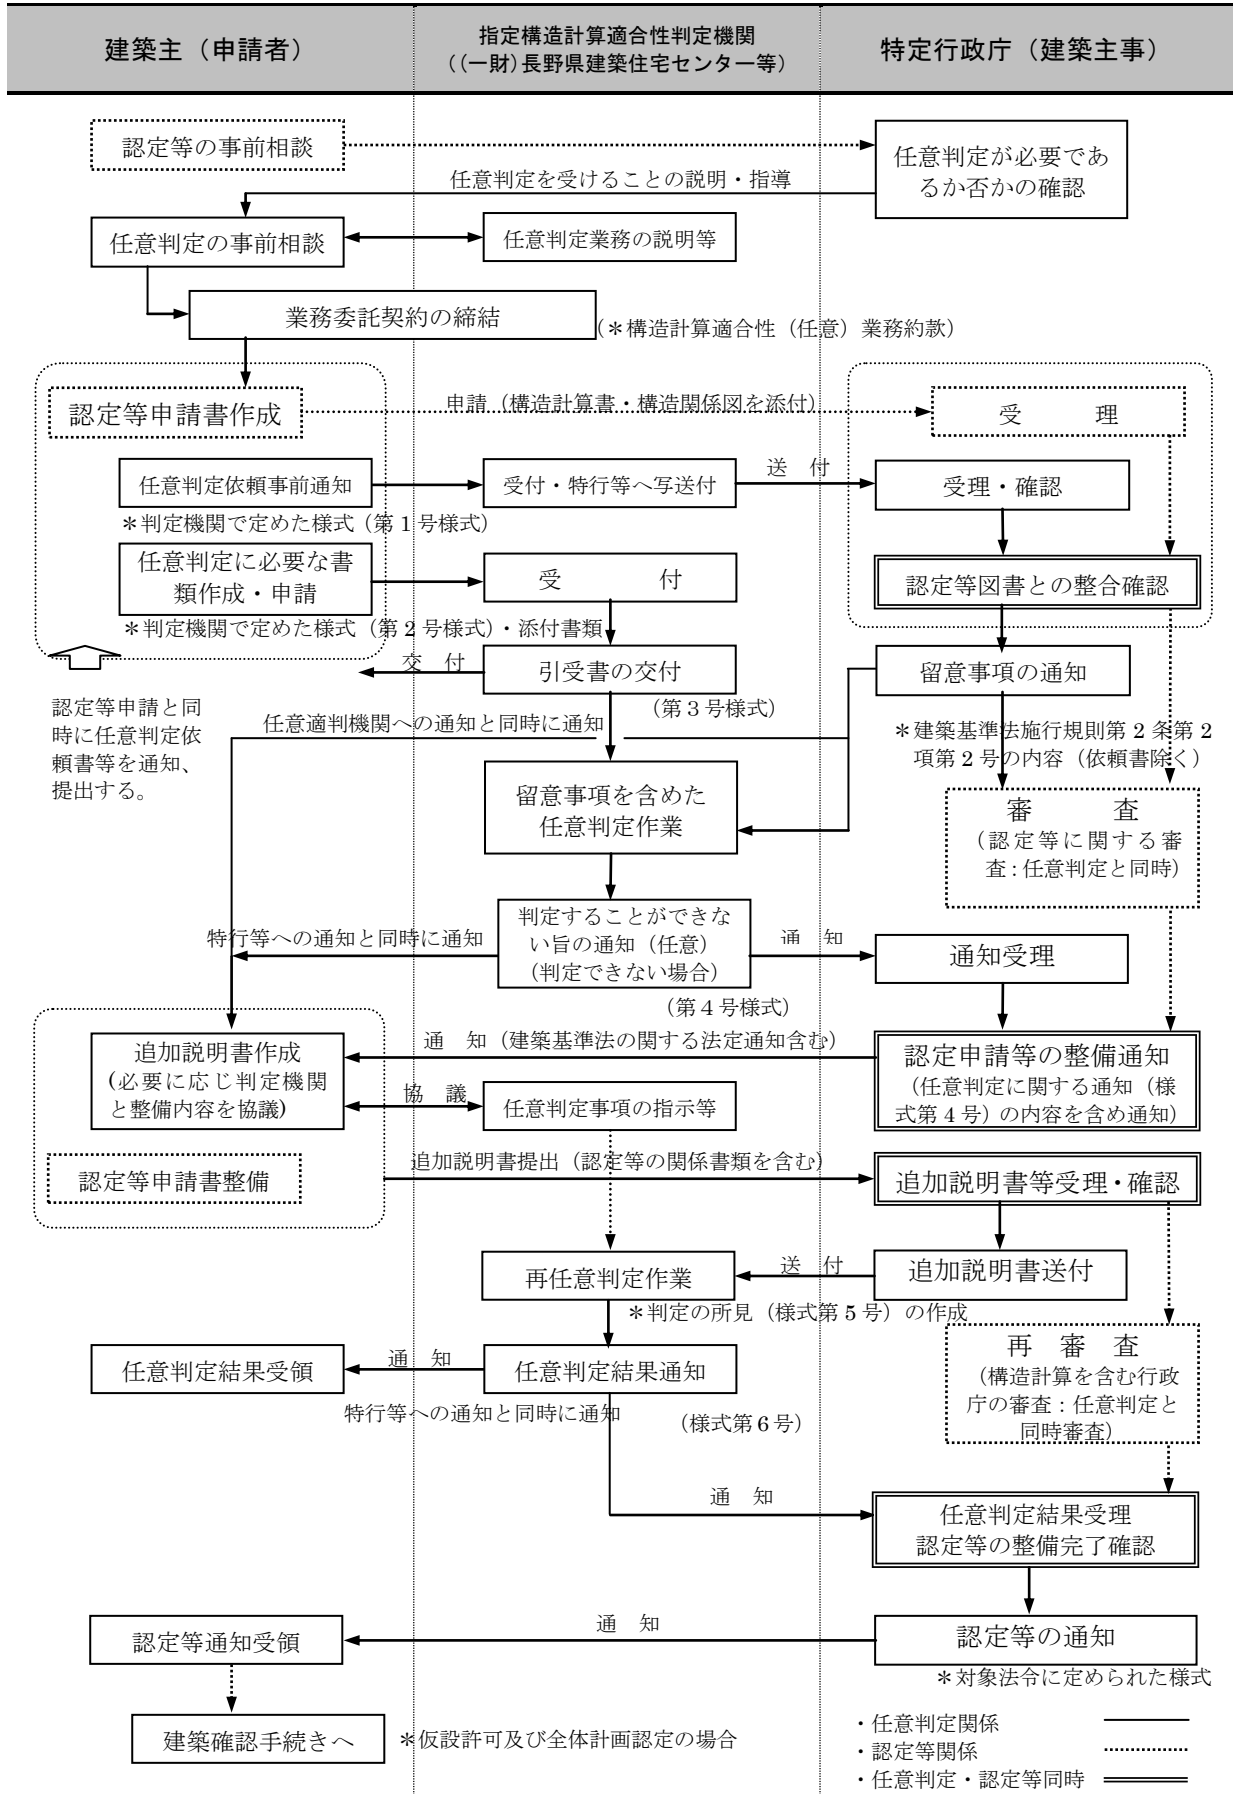 建築主（申請者）
指定構造計算適合性判定機関
((一財)長野県建築住宅センター等)
特定行政庁（建築主事）
認定等の事前相談
任意判定が必要であ
るか否かの確認
任意判定を受けることの説明・指導
任意判定の事前相談
任意判定業務の説明等
業務委託契約の締結
(＊構造計算適合性（任意）業務約款）
認定等申請書作成
申請（構造計算書・構造関係図を添付）
受　　理
任意判定依頼事前通知
受付・特行等へ写送付
送　付
受理・確認
＊判定機関で定めた様式（第１号様式）
任意判定に必要な書
類作成・申請
受　　付
認定等図書との整合確認
＊判定機関で定めた様式（第２号様式）・添付書類
交　付
引受書の交付
留意事項の通知
（第３号様式）
認定等申請と同
時に任意判定依
頼書等を通知、
提出する。
任意適判機関への通知と同時に通知
＊建築基準法施行規則第２条第２
項第２号の内容（依頼書除く）
留意事項を含めた
任意判定作業
審　　査
（認定等に関する審
査：任意判定と同時）
判定することができな
い旨の通知（任意）
（判定できない場合）
特行等への通知と同時に通知
通　知
通知受理
（第４号様式）
追加説明書作成
(必要に応じ判定機関
と整備内容を協議)
通　知（建築基準法の関する法定通知含む）
認定申請等の整備通知
（任意判定に関する通知（様
式第４号）の内容を含め通知）
協　議
任意判定事項の指示等
認定等申請書整備
追加説明書提出（認定等の関係書類を含む）
追加説明書等受理・確認
再任意判定作業
送　付
追加説明書送付
＊判定の所見（様式第５号）の作成
再　審　査
（構造計算を含む行政
庁の審査：任意判定と
同時審査）
任意判定結果受領
通　知
任意判定結果通知
特行等への通知と同時に通知
（様式第６号）
通　知
任意判定結果受理
認定等の整備完了確認
認定等通知受領
通　知
認定等の通知
＊対象法令に定められた様式
建築確認手続きへ
＊仮設許可及び全体計画認定の場合
・任意判定関係
・認定等関係
・任意判定・認定等同時